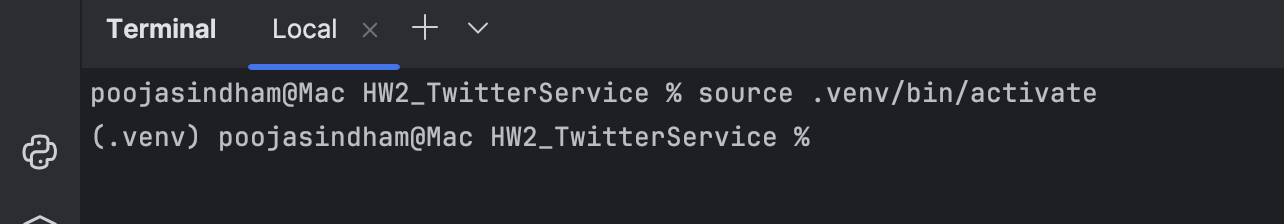 Terminal Local × + ⌄
poojasindham@Mac HW2_TwitterService % source .venv/bin/activate
(.venv) poojasindham@Mac HW2_TwitterService %